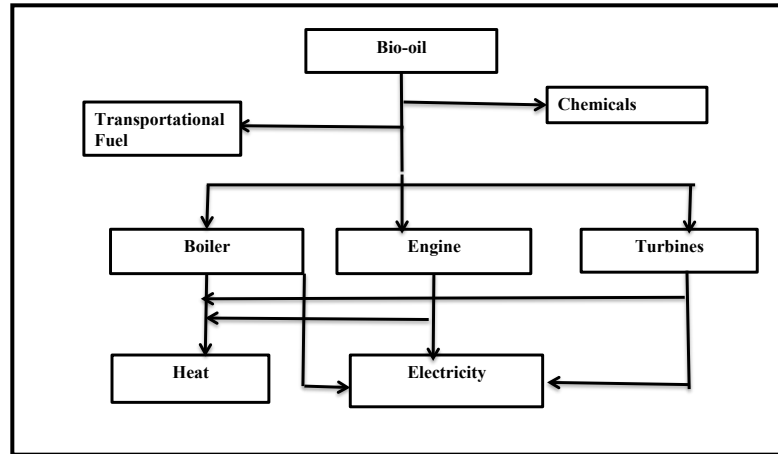 Bio-oil
Chemicals
Transportational
Fuel
Boiler
Engine
Turbines
Heat
Electricity